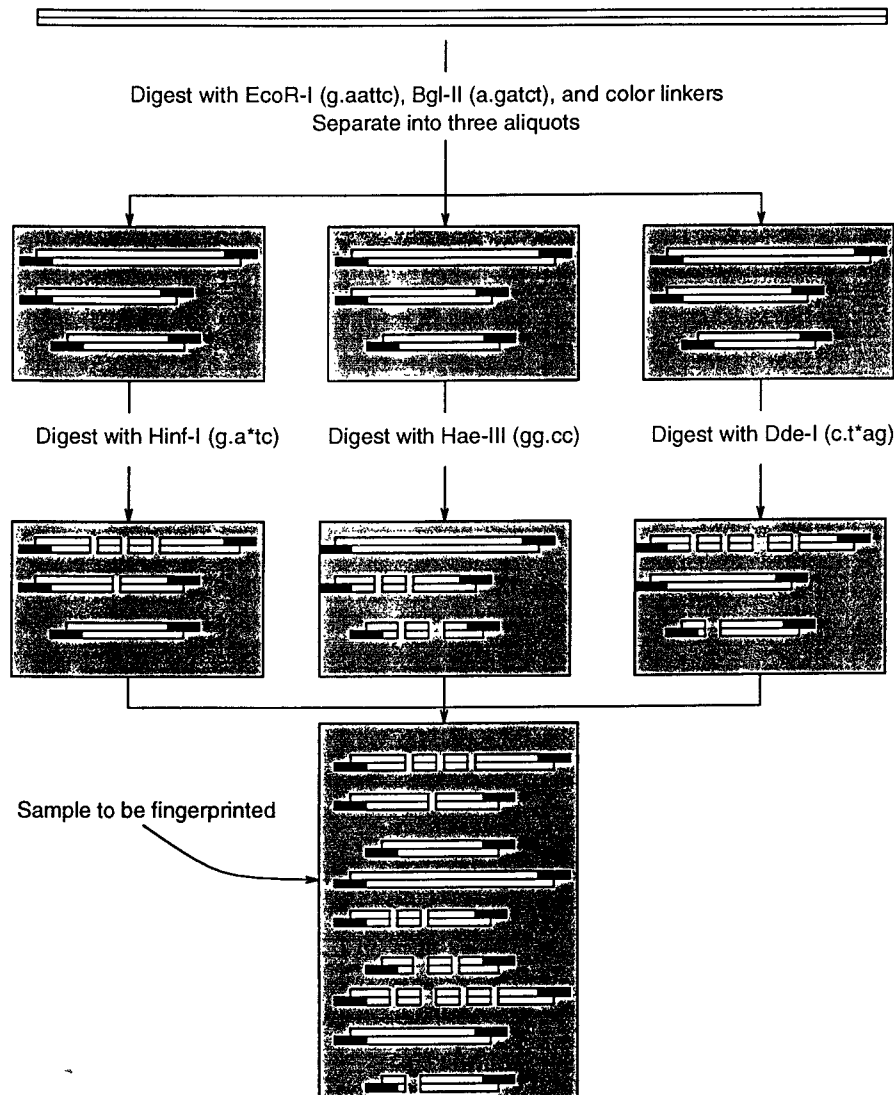 Digest with EcoR-I (g.aattc), Bgl-II (a.gatct), and color linkers
Separate into three aliquots
Digest with Hinf-I (g.a*tc)
Digest with Hae-III (gg.cc)
Digest with Dde-I (c.t*ag)
Sample to be fingerprinted